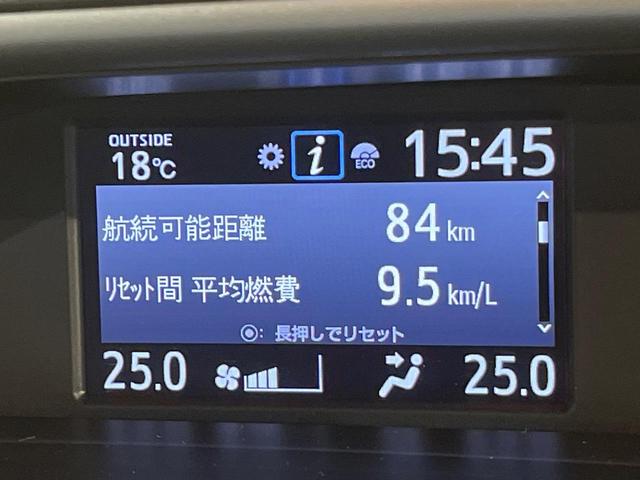 OUTSIDE
18℃
ECO
15:45
航続可能距離 84 km
リセット間 平均燃費 9.5 km/L
◉: 長押しでリセット
25.0 25.0